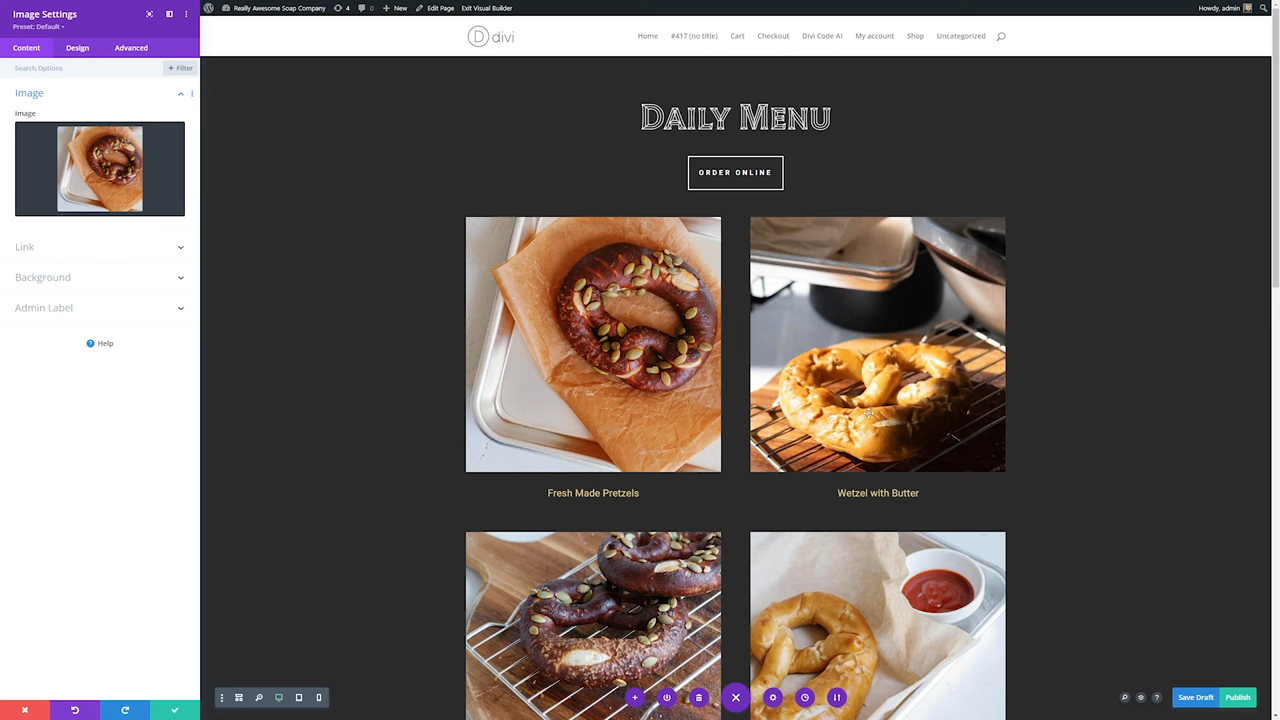 Image Settings
Preset: Default
Content
Design
Advanced
Search Options
+ Filter
Image
Image
Link
Background
Admin Label
? Help
Really Awesome Soap Company
4
0
New
Edit Page
Exit Visual Builder
Howdy, admin
D divi
Home
#417 (no title)
Cart
Checkout
Divi Code AI
My account
Shop
Uncategorized
Daily Menu
ORDER ONLINE
Fresh Made Pretzels
Wetzel with Butter
Save Draft
Publish